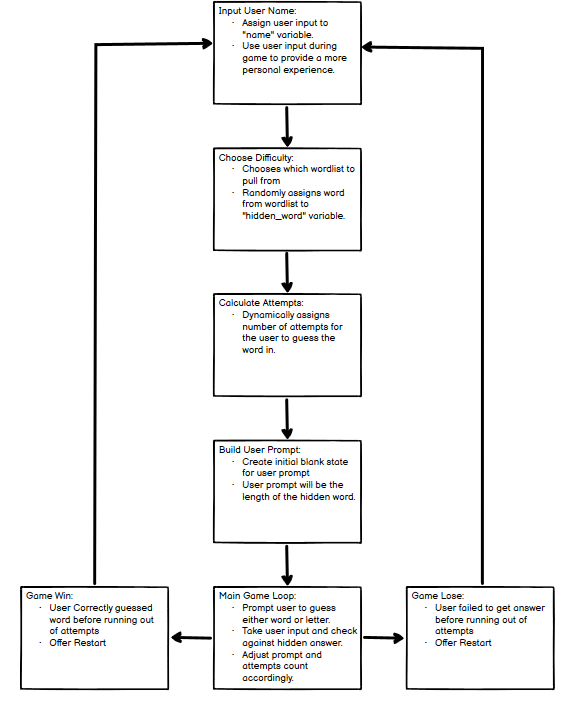 Input User Name:
· Assign user input to
"name" variable.
· Use user input during
game to provide a more
personal experience.
Choose Difficulty:
· Chooses which wordlist to
pull from
· Randomly assigns word
from wordlist to
"hidden_word" variable.
Calculate Attempts:
· Dynamically assigns
number of attempts for
the user to guess the
word in.
Build User Prompt:
· Create initial blank state
for user prompt
· User prompt will be the
length of the hidden word.
Game Win:
· User Correctly guessed
word before running out
of attempts
· Offer Restart
Main Game Loop:
· Prompt user to guess
either word or letter.
· Take user input and check
against hidden answer.
· Adjust prompt and
attempts count
accordingly.
Game Lose:
· User failed to get answer
before running out of
attempts
· Offer Restart